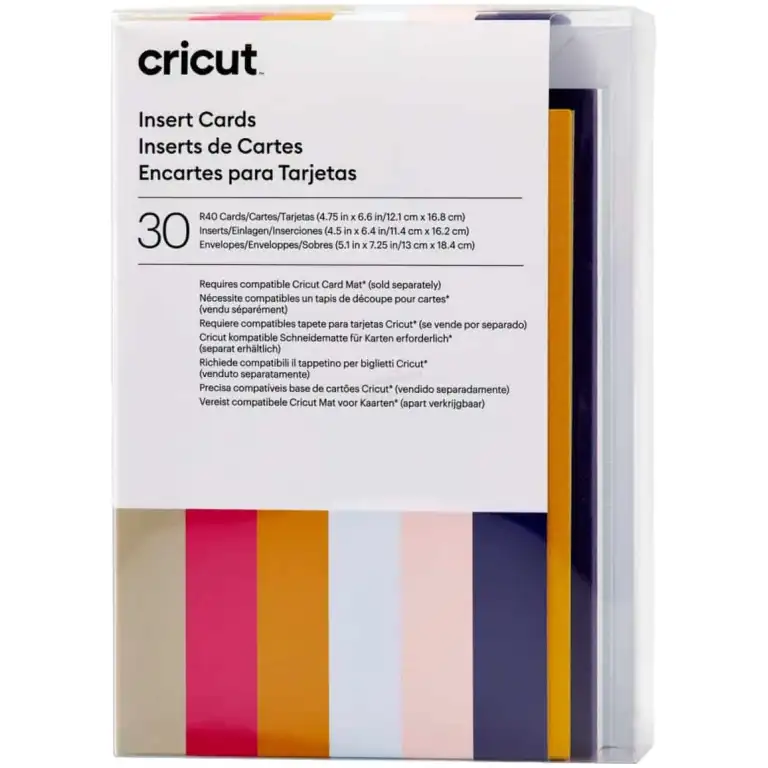 cricut™
Insert Cards
Inserts de Cartes
Encartes para Tarjetas
30
R40 Cards/Cartes/Tarjetas (4.75 in x 6.6 in/12.1 cm x 16.8 cm)
Inserts/Einlagen/Inserciones (4.5 in x 6.4 in/11.4 cm x 16.2 cm)
Envelopes/Enveloppes/Sobres (5.1 in x 7.25 in/13 cm x 18.4 cm)
Requires compatible Cricut Card Mat* (sold separately)
Nécessite compatibles un tapis de découpe pour cartes*
(vendu séparément)
Requiere compatibles tapete para tarjetas Cricut* (se vende por separado)
Cricut kompatible Schneidematte für Karten erforderlich*
(separat erhältlich)
Richiede compatibili il tappetino per biglietti Cricut*
(venduto separatamente)
Precisa compatíveis base de cartões Cricut* (vendido separadamente)
Vereist compatibele Cricut Mat voor Kaarten* (apart verkrijgbaar)